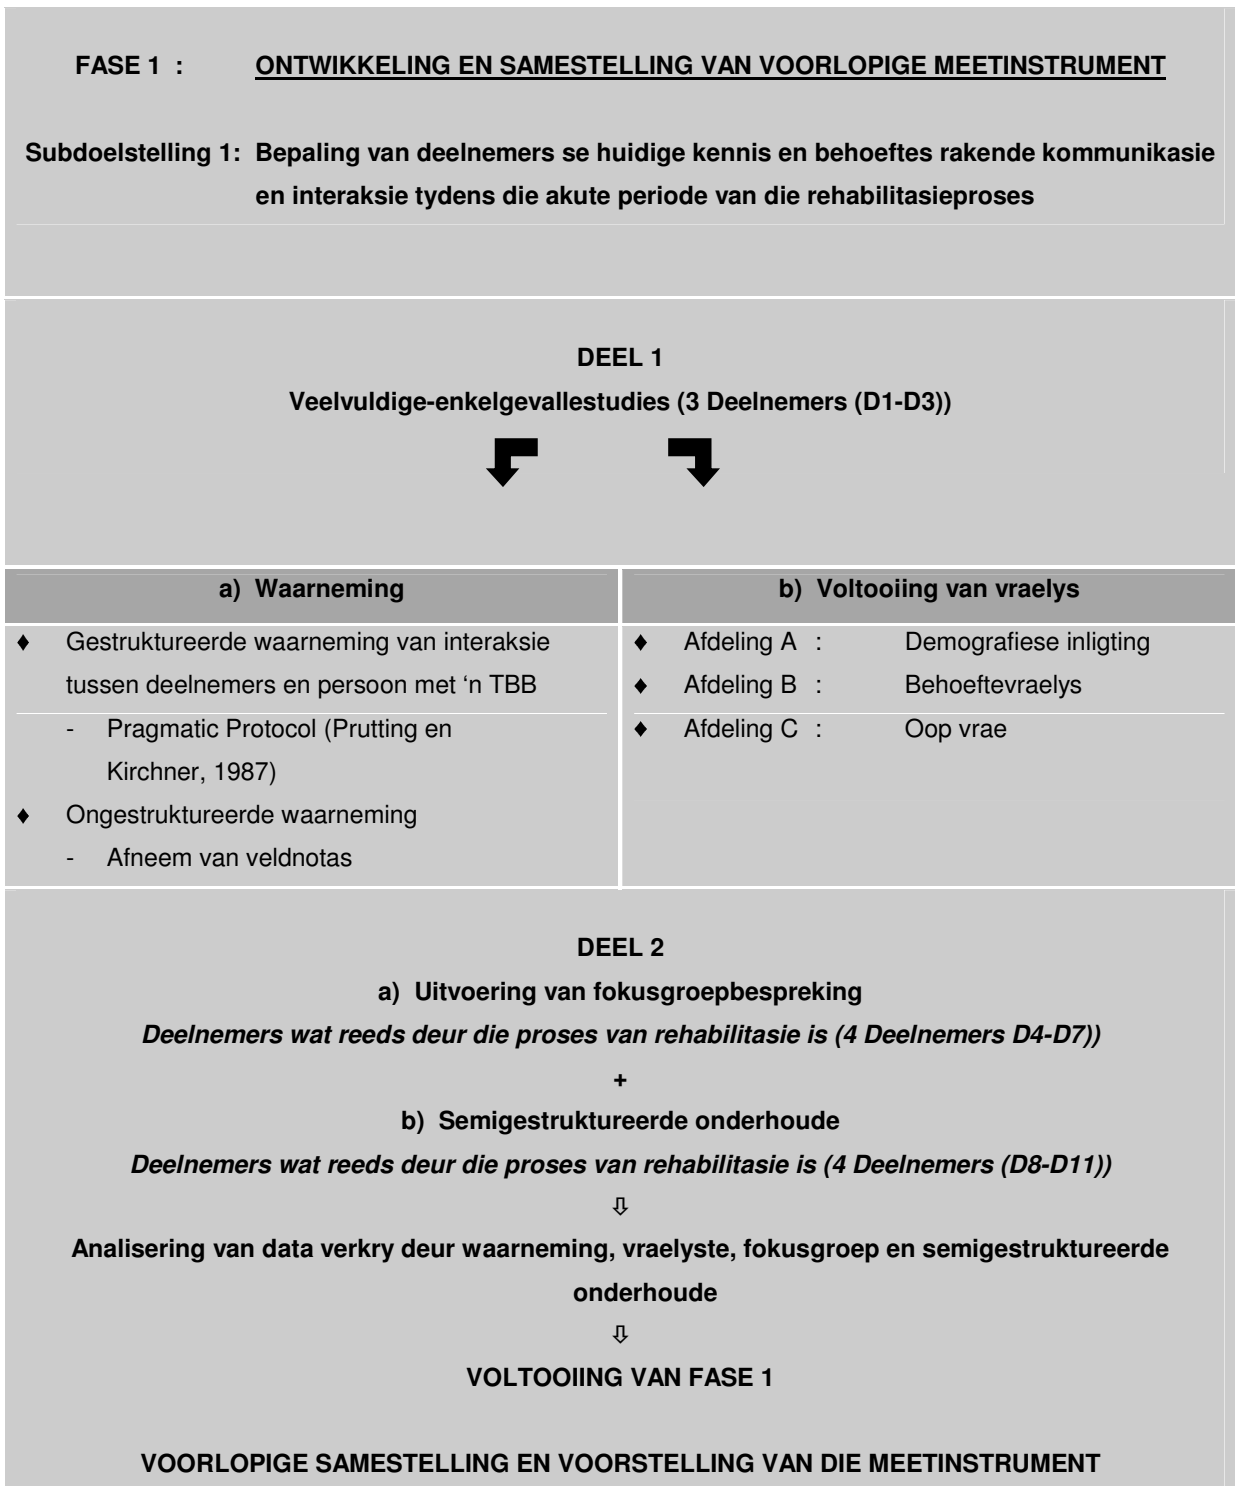 FASE 1 : ONTWIKKELING EN SAMESTELLING VAN VOORLOPIGE MEETINSTRUMENT
Subdoelstelling 1: Bepaling van deelnemers se huidige kennis en behoeftes rakende kommunikasie
en interaksie tydens die akute periode van die rehabilitasieproses
DEEL 1
Veelvuldige-enkelgevallestudies (3 Deelnemers (D1-D3))
a) Waarneming
♦ Gestruktureerde waarneming van interaksie
tussen deelnemers en persoon met ‘n TBB
- Pragmatic Protocol (Prutting en
Kirchner, 1987)
♦ Ongestruktureerde waarneming
- Afneem van veldnotas
b) Voltooiing van vraelys
♦ Afdeling A : Demografiese inligting
♦ Afdeling B : Behoeftevraelys
♦ Afdeling C : Oop vrae
DEEL 2
a) Uitvoering van fokusgroepbespreking
Deelnemers wat reeds deur die proses van rehabilitasie is (4 Deelnemers D4-D7))
+
b) Semigestruktureerde onderhoude
Deelnemers wat reeds deur die proses van rehabilitasie is (4 Deelnemers (D8-D11))
⇩
Analisering van data verkry deur waarneming, vraelyste, fokusgroep en semigestruktureerde
onderhoude
⇩
VOLTOOIING VAN FASE 1
VOORLOPIGE SAMESTELLING EN VOORSTELLING VAN DIE MEETINSTRUMENT